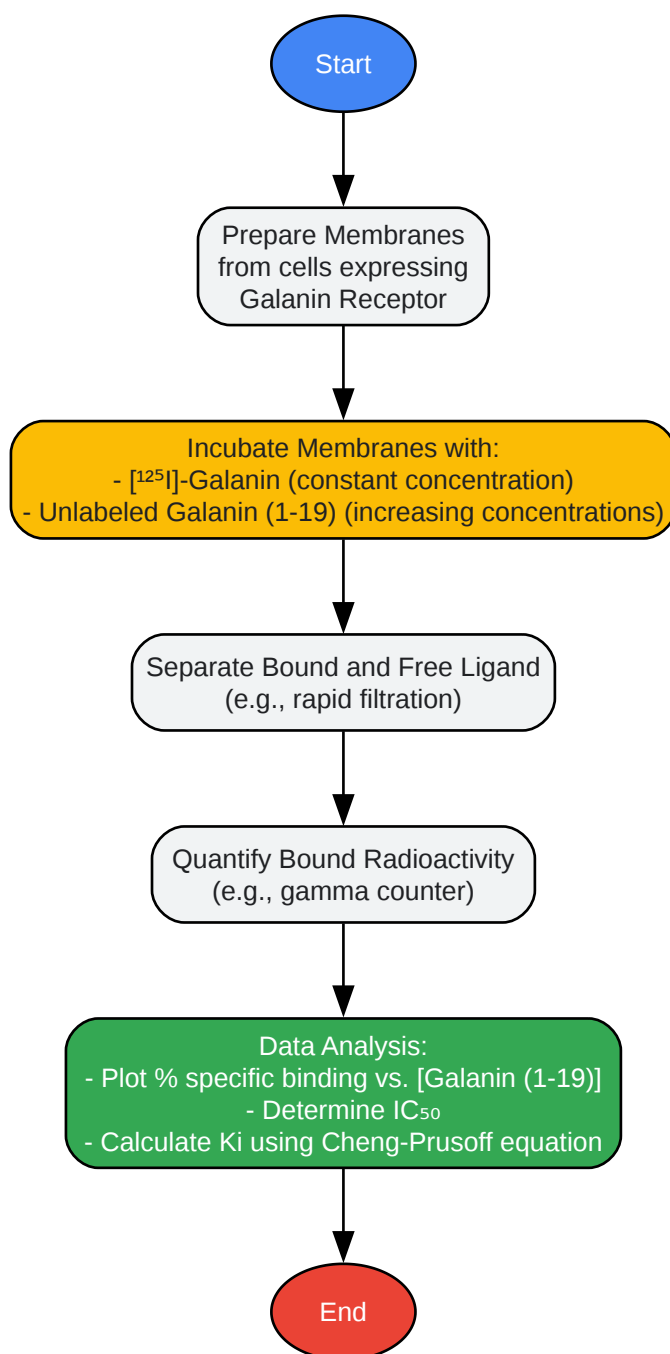 Start
Prepare Membranes
from cells expressing
Galanin Receptor
Incubate Membranes with:
- [¹²⁵I]-Galanin (constant concentration)
- Unlabeled Galanin (1-19) (increasing concentrations)
Separate Bound and Free Ligand
(e.g., rapid filtration)
Quantify Bound Radioactivity
(e.g., gamma counter)
Data Analysis:
- Plot % specific binding vs. [Galanin (1-19)]
- Determine IC₅₀
- Calculate Ki using Cheng-Prusoff equation
End